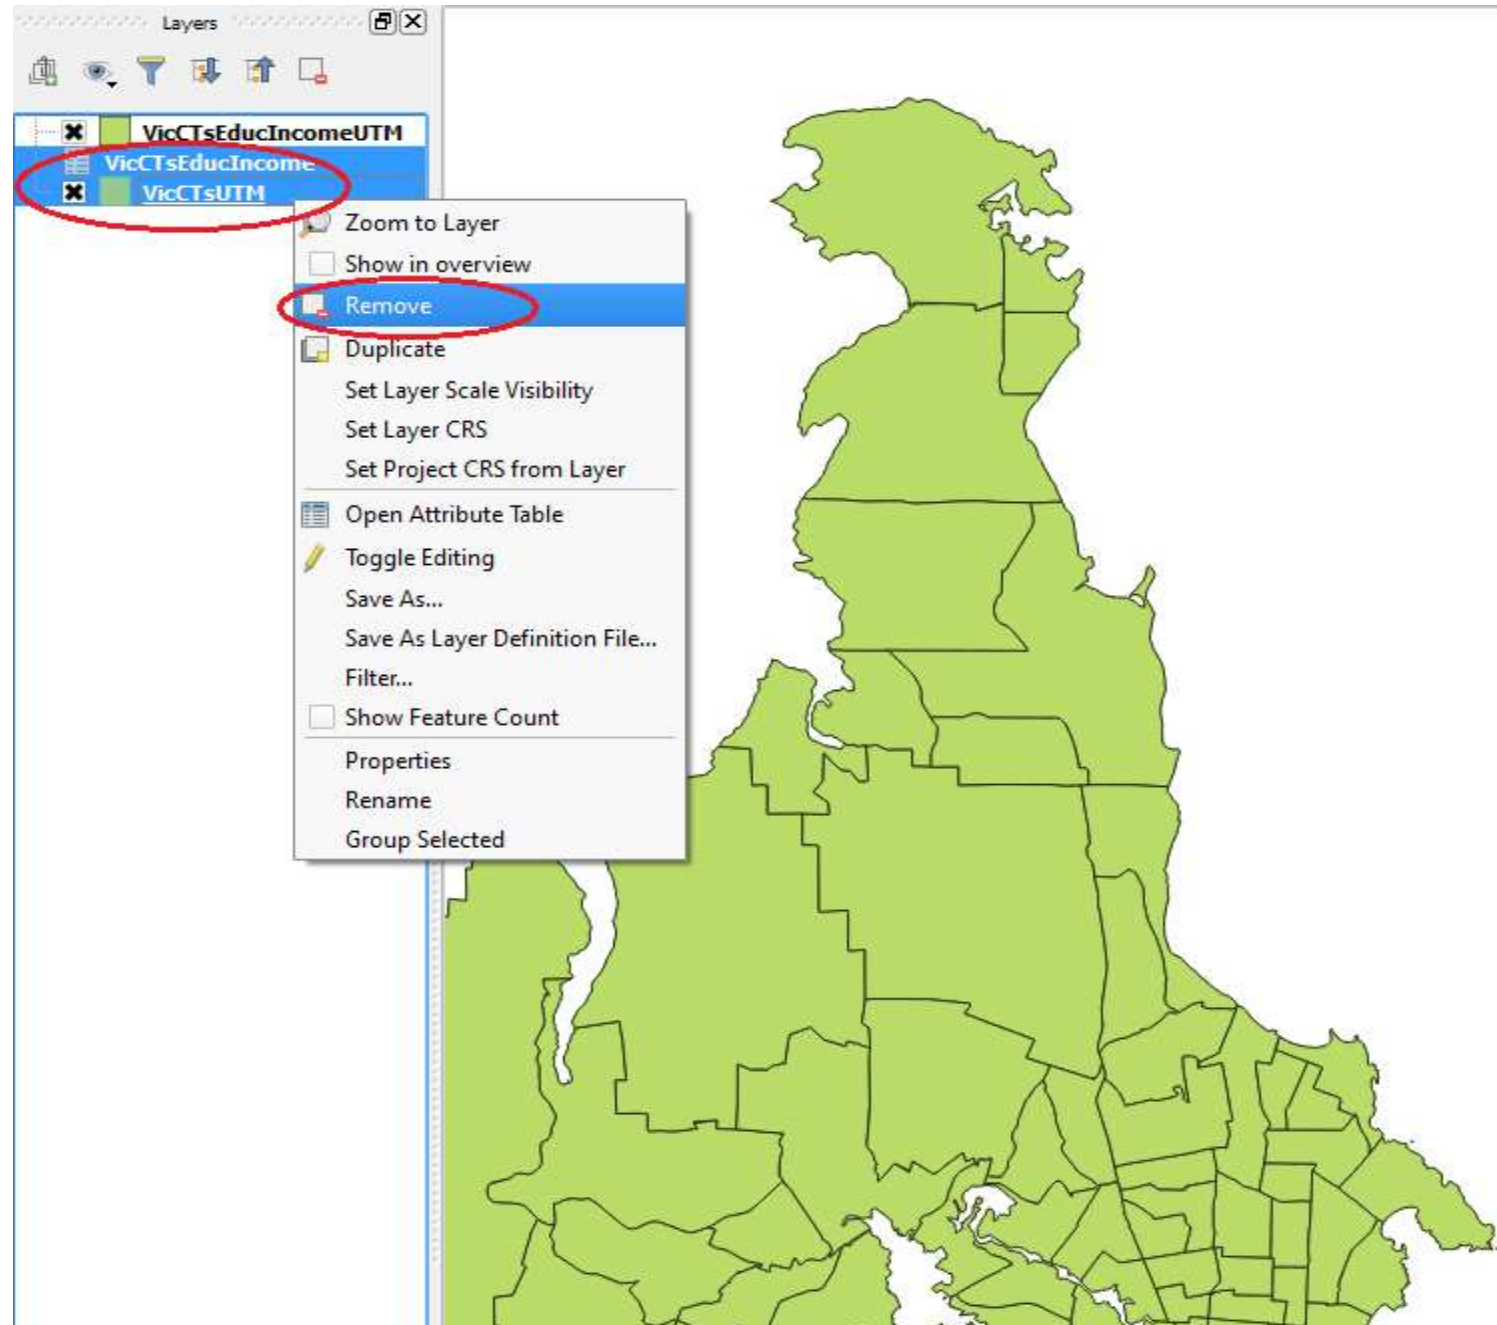 Layers
VicCTsEducIncomeUTM
VicCTsEducIncome
VicCTsUTM
Zoom to Layer
Show in overview
Remove
Duplicate
Set Layer Scale Visibility
Set Layer CRS
Set Project CRS from Layer
Open Attribute Table
Toggle Editing
Save As...
Save As Layer Definition File...
Filter...
Show Feature Count
Properties
Rename
Group Selected